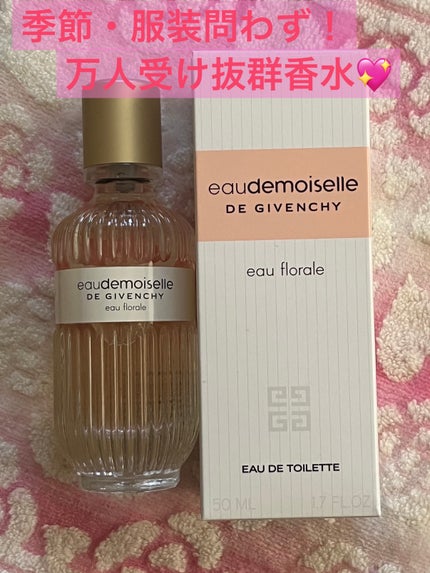 季節・服装問わず！
万人受け抜群香水💖
eaudemoiselle
DE GIVENCHY
eau florale
eaudemoiselle
DE GIVENCHY
eau florale
EAU DE TOILETTE
50 ML 1.7 FL.OZ